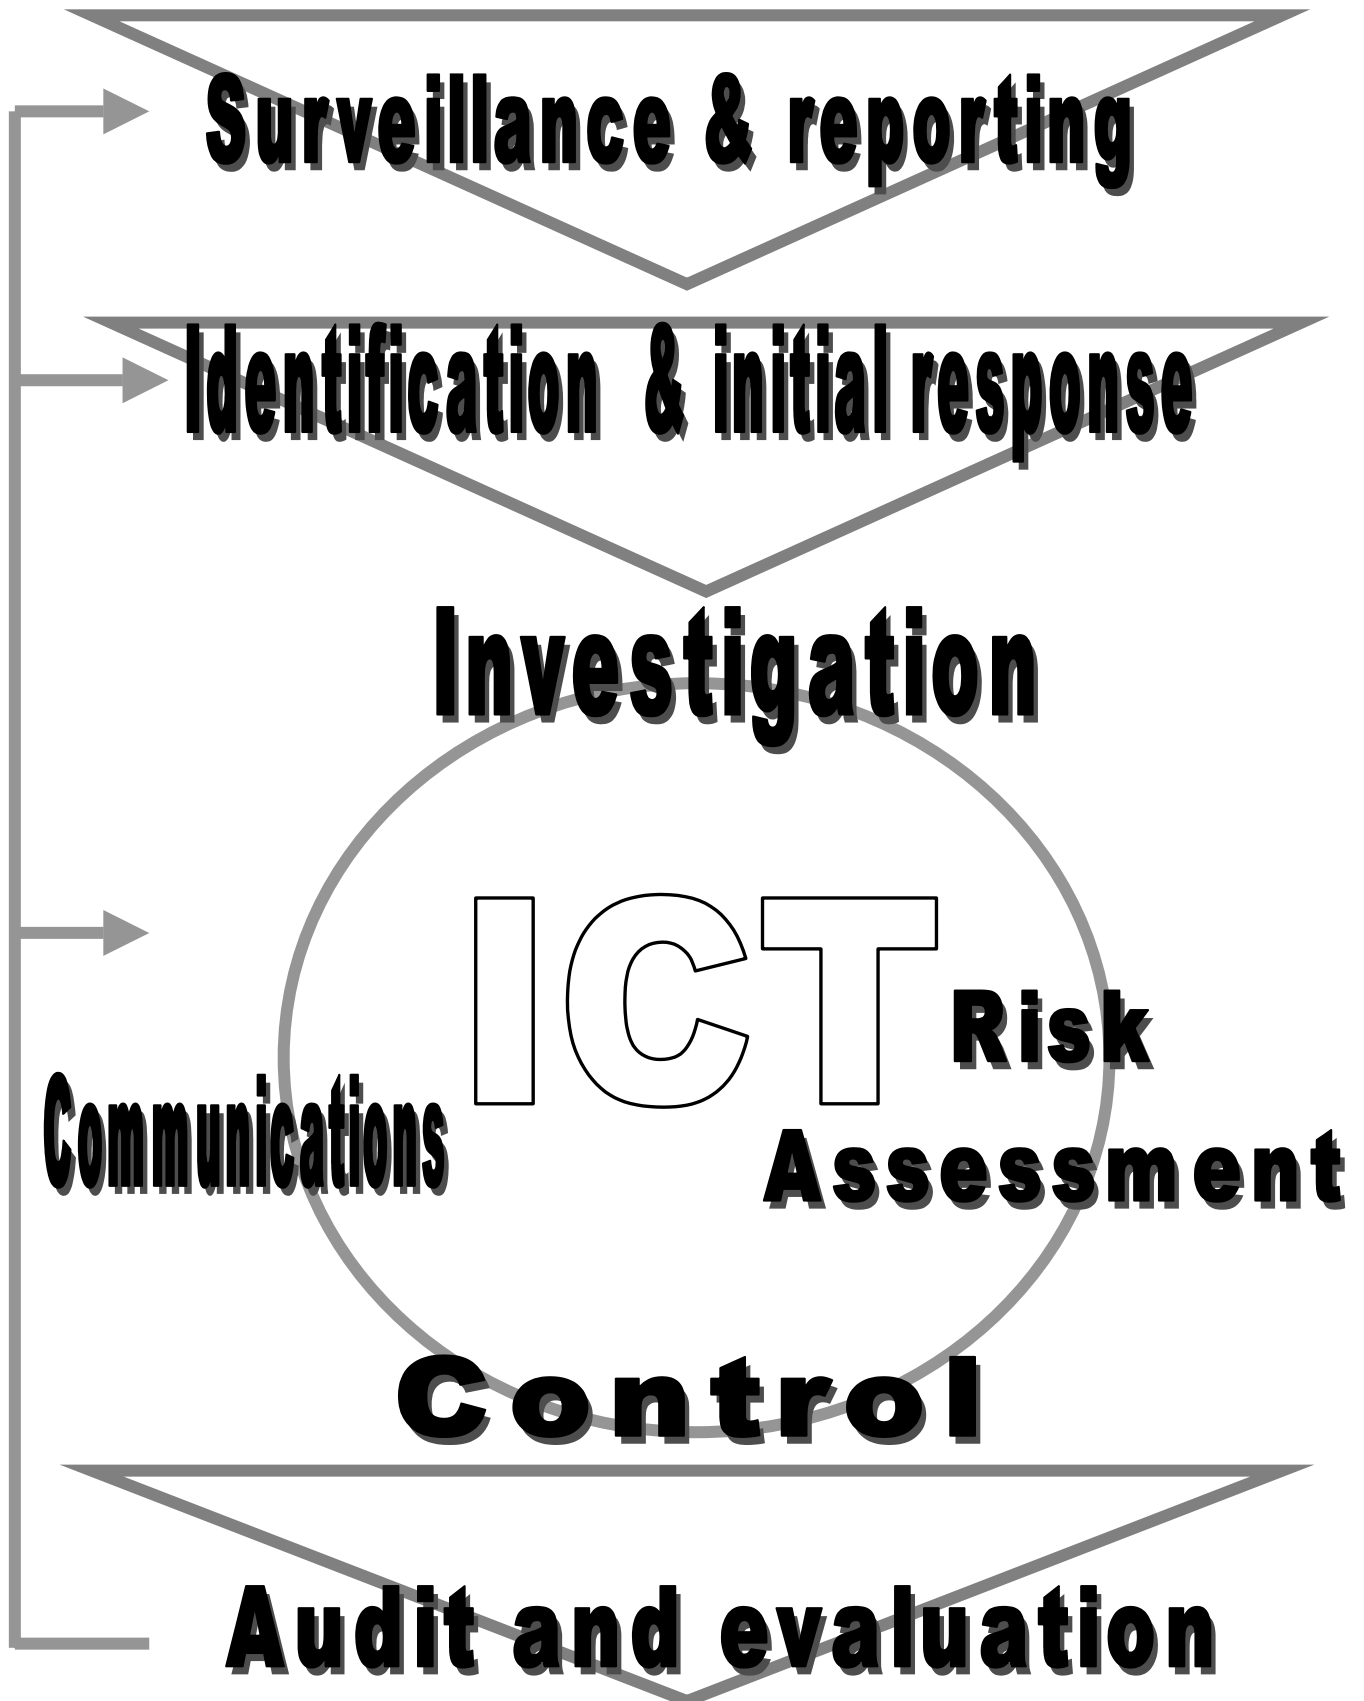 Surveillance & reporting
Identification & initial response
Investigation
ICT
Risk
Assessment
Communications
Control
Audit and evaluation